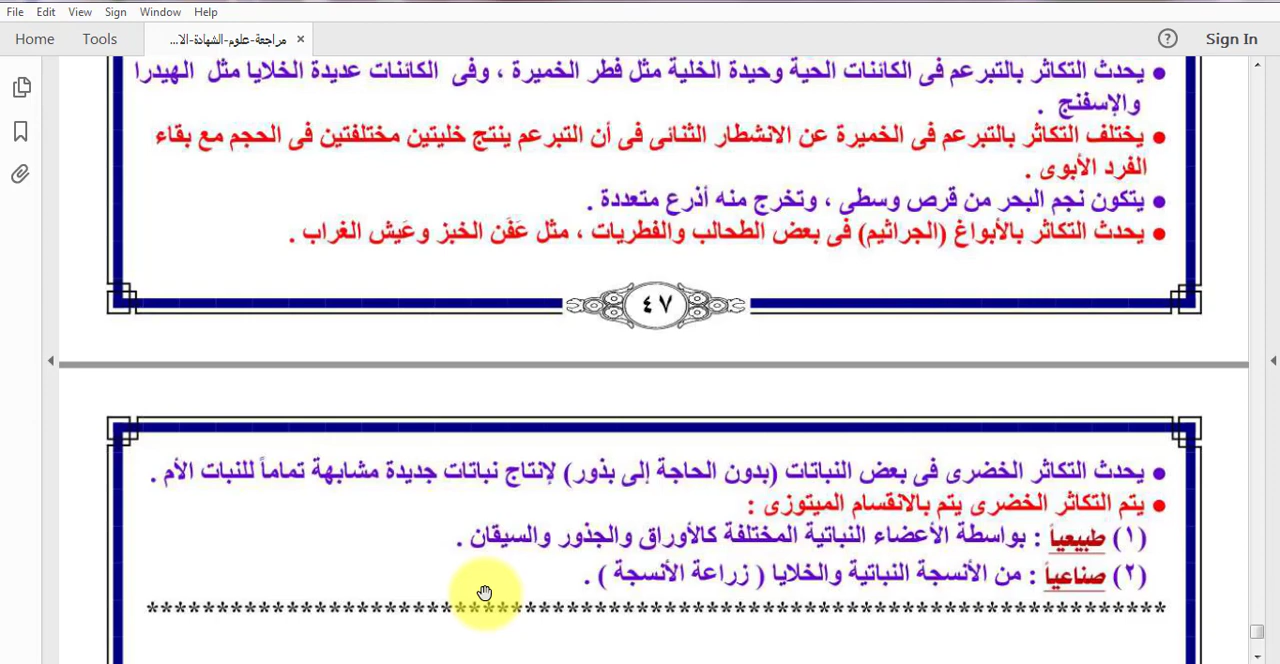 File Edit View Sign Window Help
Home Tools مراجعة-علوم-الشهادة-الا... × ? Sign In
● يحدث التكاثر بالتبرعم فى الكائنات الحية وحيدة الخلية مثل فطر الخميرة ، وفى الكائنات عديدة الخلايا مثل الهيدرا
والإسفنج .
● يختلف التكاثر بالتبرعم فى الخميرة عن الانشطار الثنائى فى أن التبرعم ينتج خليتين مختلفتين فى الحجم مع بقاء
الفرد الأبوى .
● يتكون نجم البحر من قرص وسطى ، وتخرج منه أذرع متعددة .
● يحدث التكاثر بالأبواغ (الجراثيم) فى بعض الطحالب والفطريات ، مثل عَفَن الخبز وعَيش الغراب .
٤٧
● يحدث التكاثر الخضرى فى بعض النباتات (بدون الحاجة إلى بذور) لإنتاج نباتات جديدة مشابهة تماماً للنبات الأم .
● يتم التكاثر الخضرى يتم بالانقسام الميتوزى :
(١) طبيعياً : بواسطة الأعضاء النباتية المختلفة كالأوراق والجذور والسيقان .
(٢) صناعياً : من الأنسجة النباتية والخلايا ( زراعة الأنسجة ) .
*************************************************************************